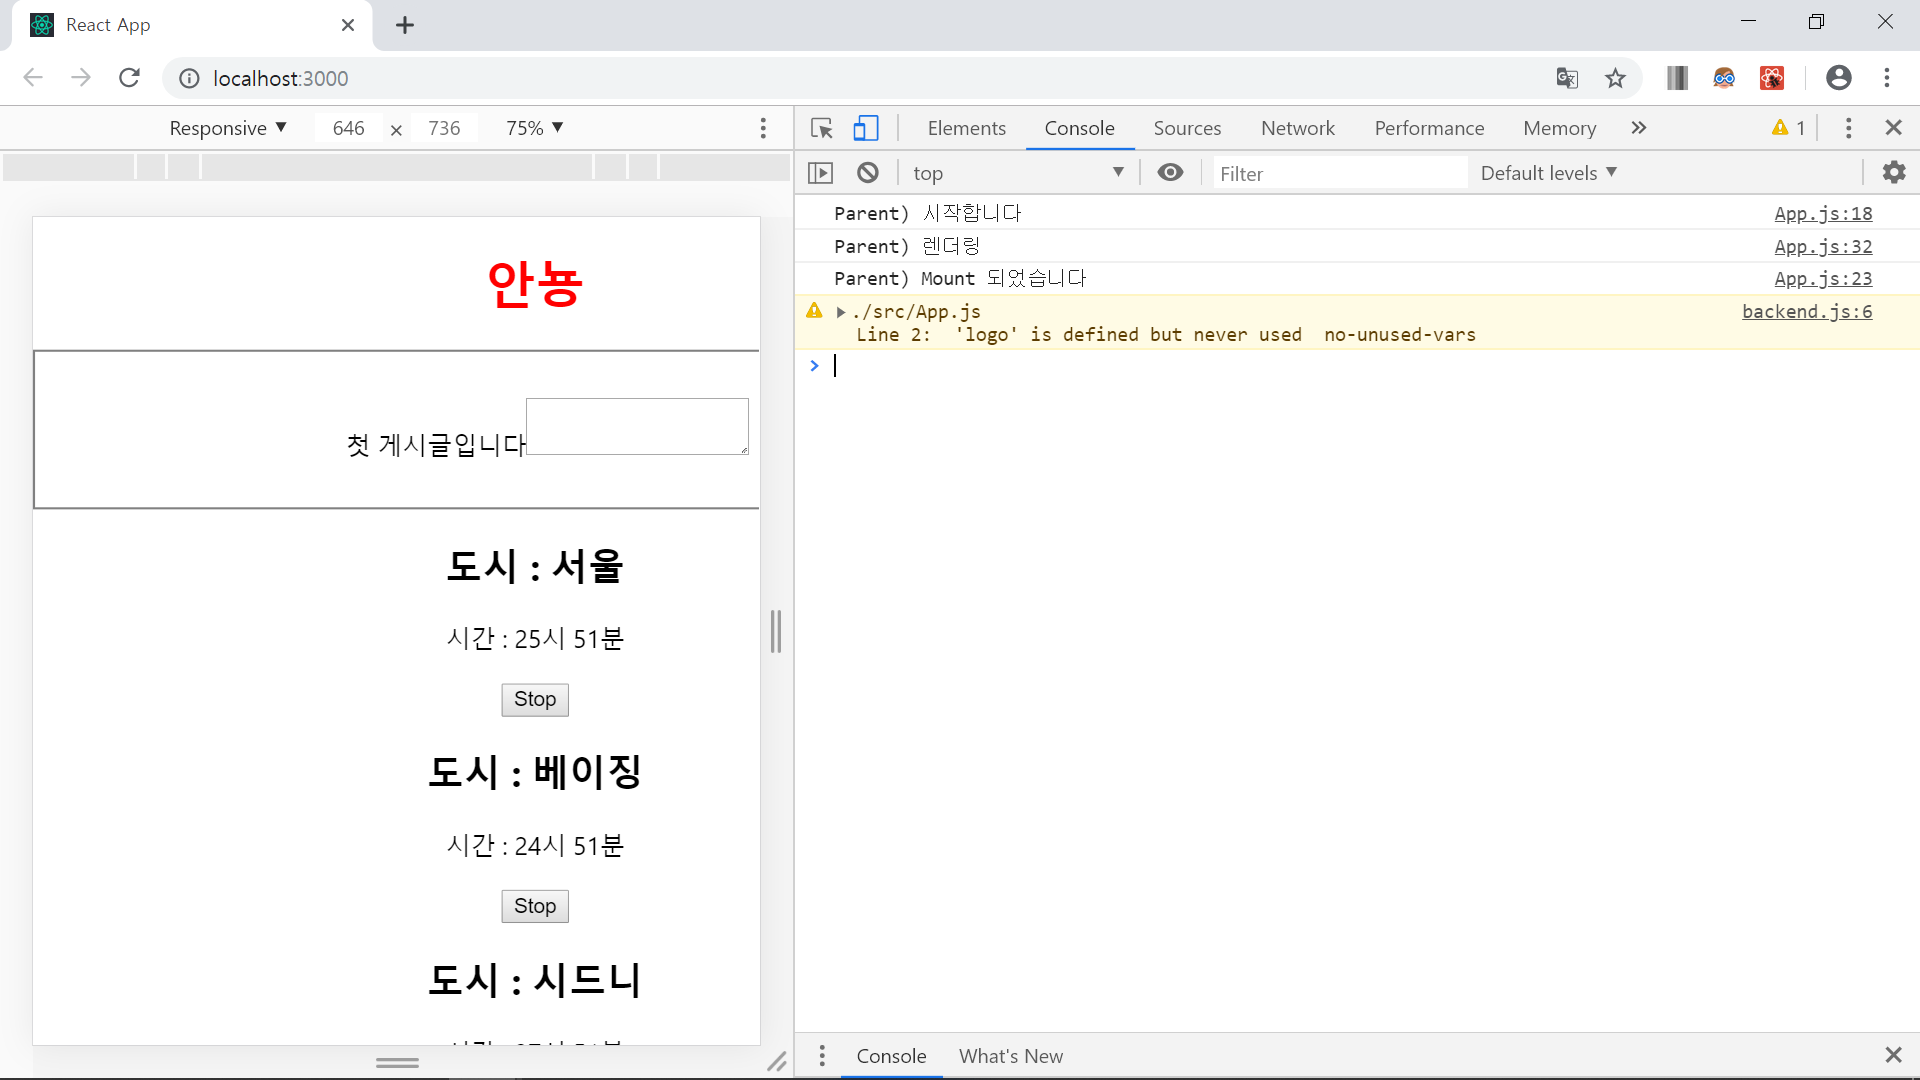 React App
localhost:3000
Responsive ▼ 646 × 736 75% ▼
Elements Console Sources Network Performance Memory » 1
top ▼ Filter Default levels ▼
안뇽
첫 게시글입니다
도시 : 서울
시간 : 25시 51분
Stop
도시 : 베이징
시간 : 24시 51분
Stop
도시 : 시드니
Parent) 시작합니다 App.js:18
Parent) 렌더링 App.js:32
Parent) Mount 되었습니다 App.js:23
./src/App.js backend.js:6
Line 2: 'logo' is defined but never used no-unused-vars
Console What's New